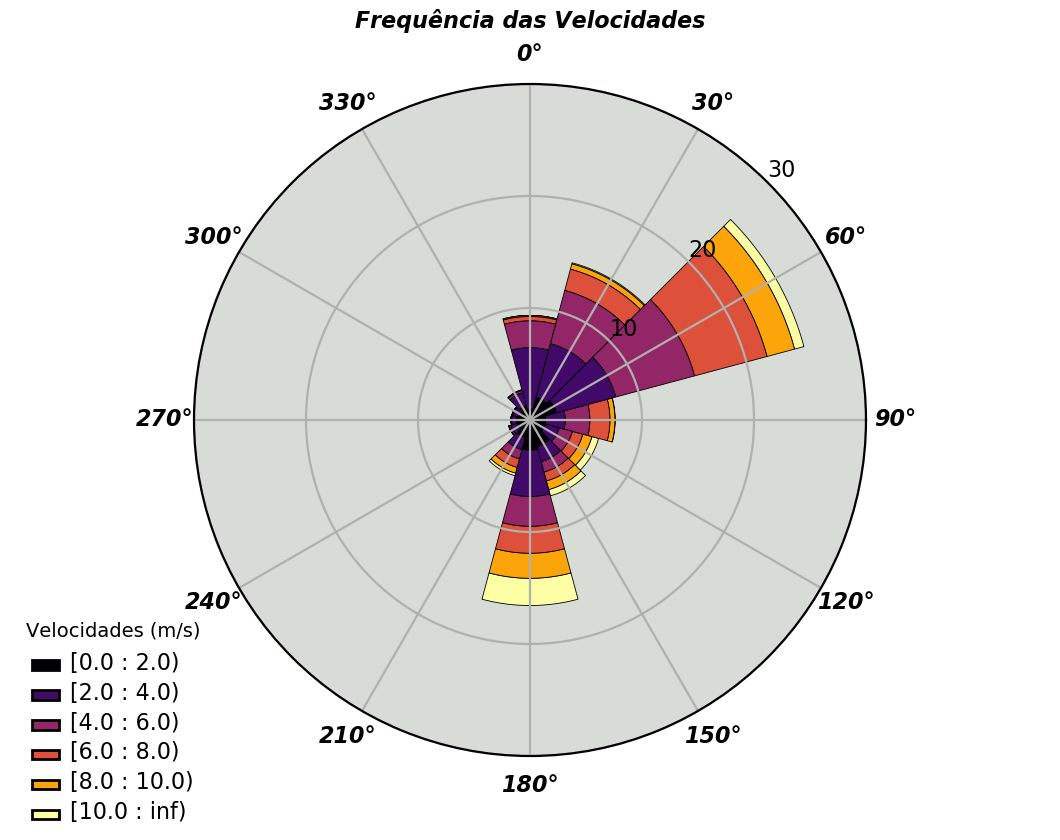 Frequência das Velocidades
0°
330°
30°
30
300°
60°
20
10
270°
90°
240°
120°
Velocidades (m/s)
[0.0 : 2.0)
[2.0 : 4.0)
[4.0 : 6.0)
[6.0 : 8.0)
[8.0 : 10.0)
[10.0 : inf)
210°
150°
180°